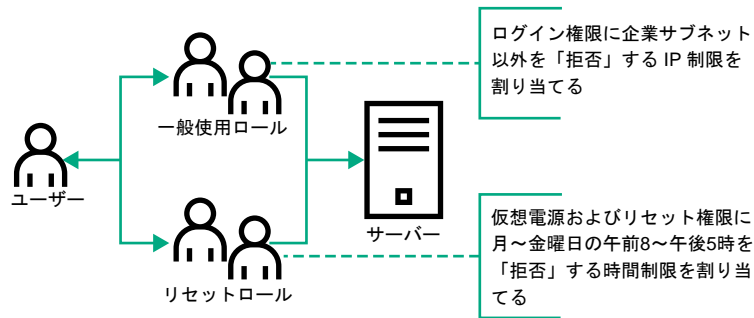 ログイン権限に企業サブネット
以外を「拒否」する IP 制限を
割り当てる
一般使用ロール
ユーザー
サーバー
リセットロール
仮想電源およびリセット権限に
月～金曜日の午前8～午後5時を
「拒否」する時間制限を割り当
てる